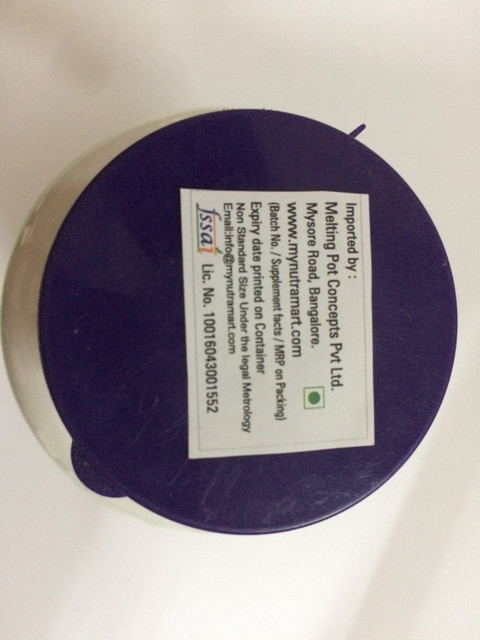 Imported by :
Melting Pot Concepts Pvt Ltd.
Mysore Road, Bangalore.
www.mynutramart.com
(Batch No. / Supplement facts / MRP on Packing)
Expiry date printed on Container
Non Standard Size Under the legal Metrology
Email:info@mynutramart.com
fssai Lic. No. 10016043001552